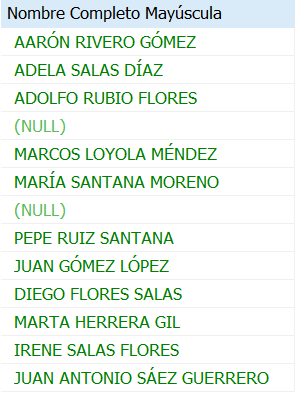 Nombre Completo Mayúscula
AARÓN RIVERO GÓMEZ
ADELA SALAS DÍAZ
ADOLFO RUBIO FLORES
(NULL)
MARCOS LOYOLA MÉNDEZ
MARÍA SANTANA MORENO
(NULL)
PEPE RUIZ SANTANA
JUAN GÓMEZ LÓPEZ
DIEGO FLORES SALAS
MARTA HERRERA GIL
IRENE SALAS FLORES
JUAN ANTONIO SÁEZ GUERRERO